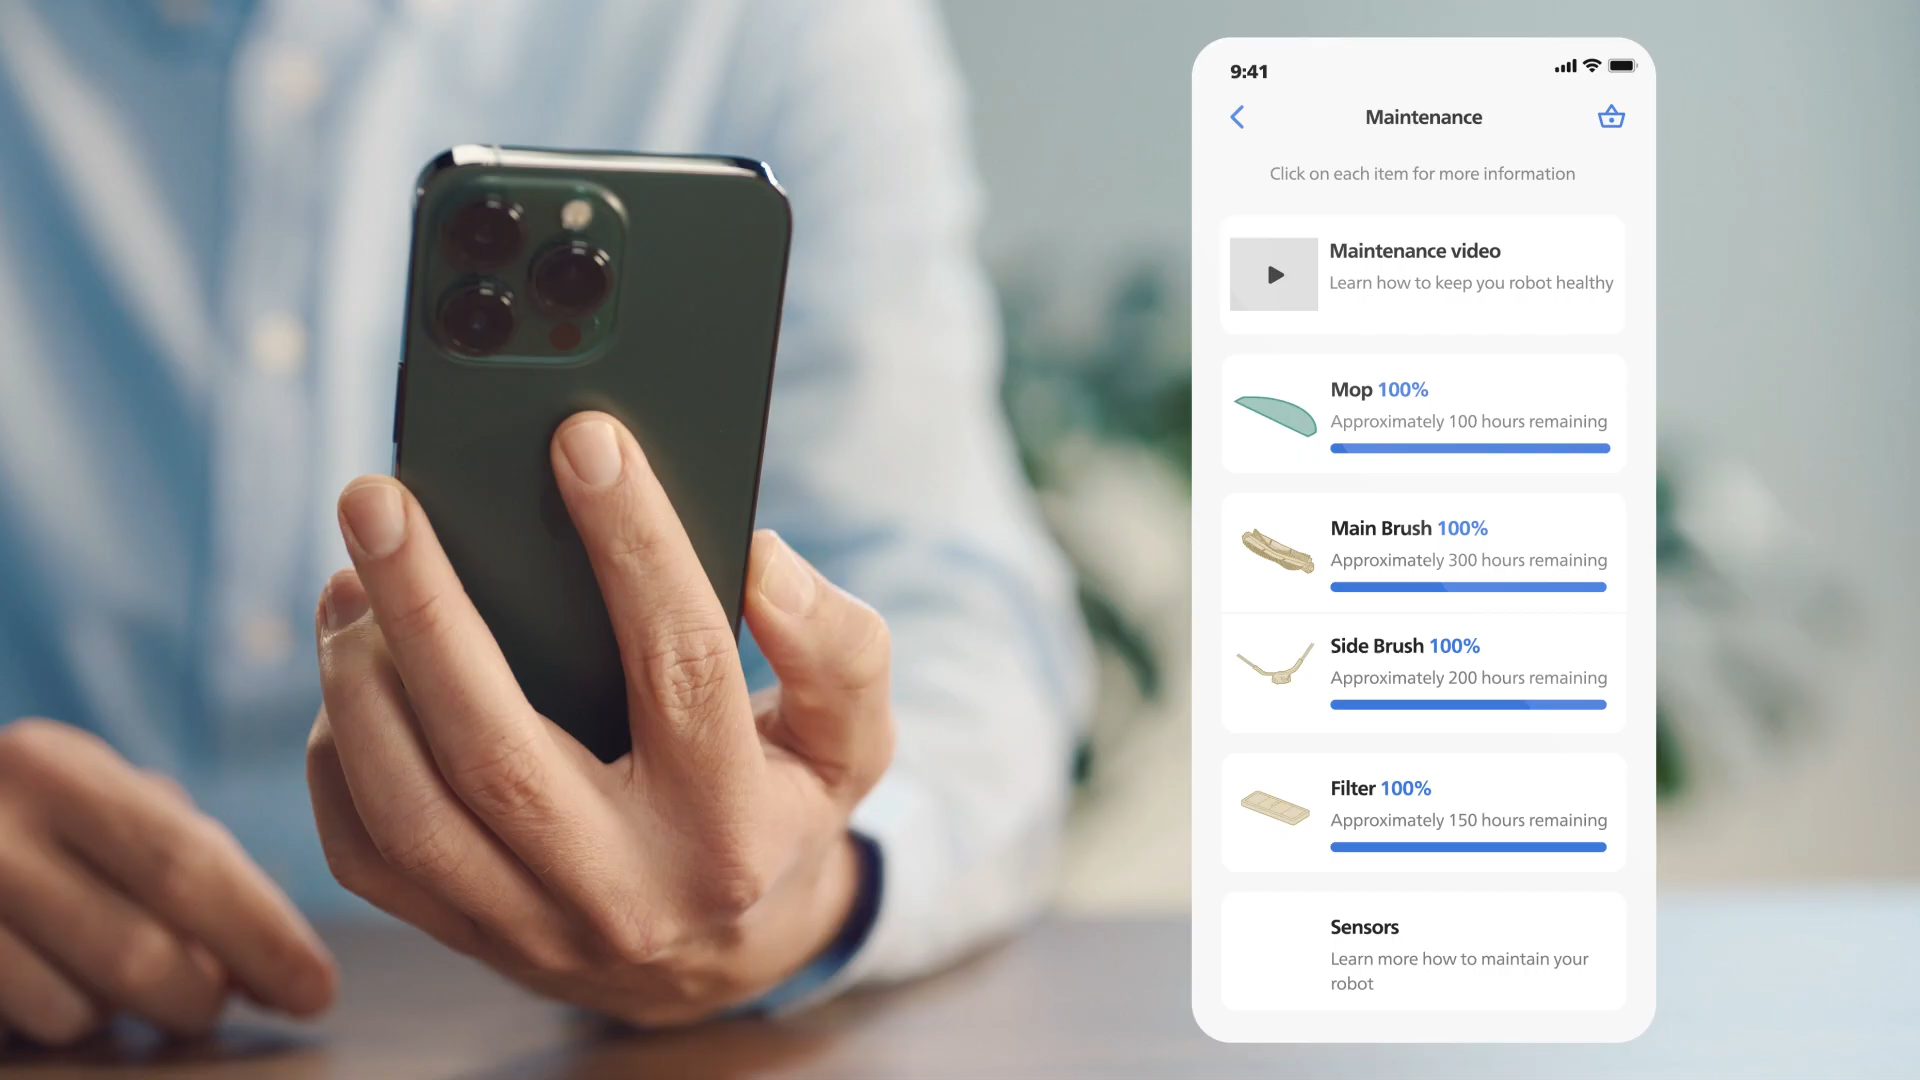 9:41
Maintenance
Click on each item for more information
Maintenance video
Learn how to keep you robot healthy
Mop 100%
Approximately 100 hours remaining
Main Brush 100%
Approximately 300 hours remaining
Side Brush 100%
Approximately 200 hours remaining
Filter 100%
Approximately 150 hours remaining
Sensors
Learn more how to maintain your
robot